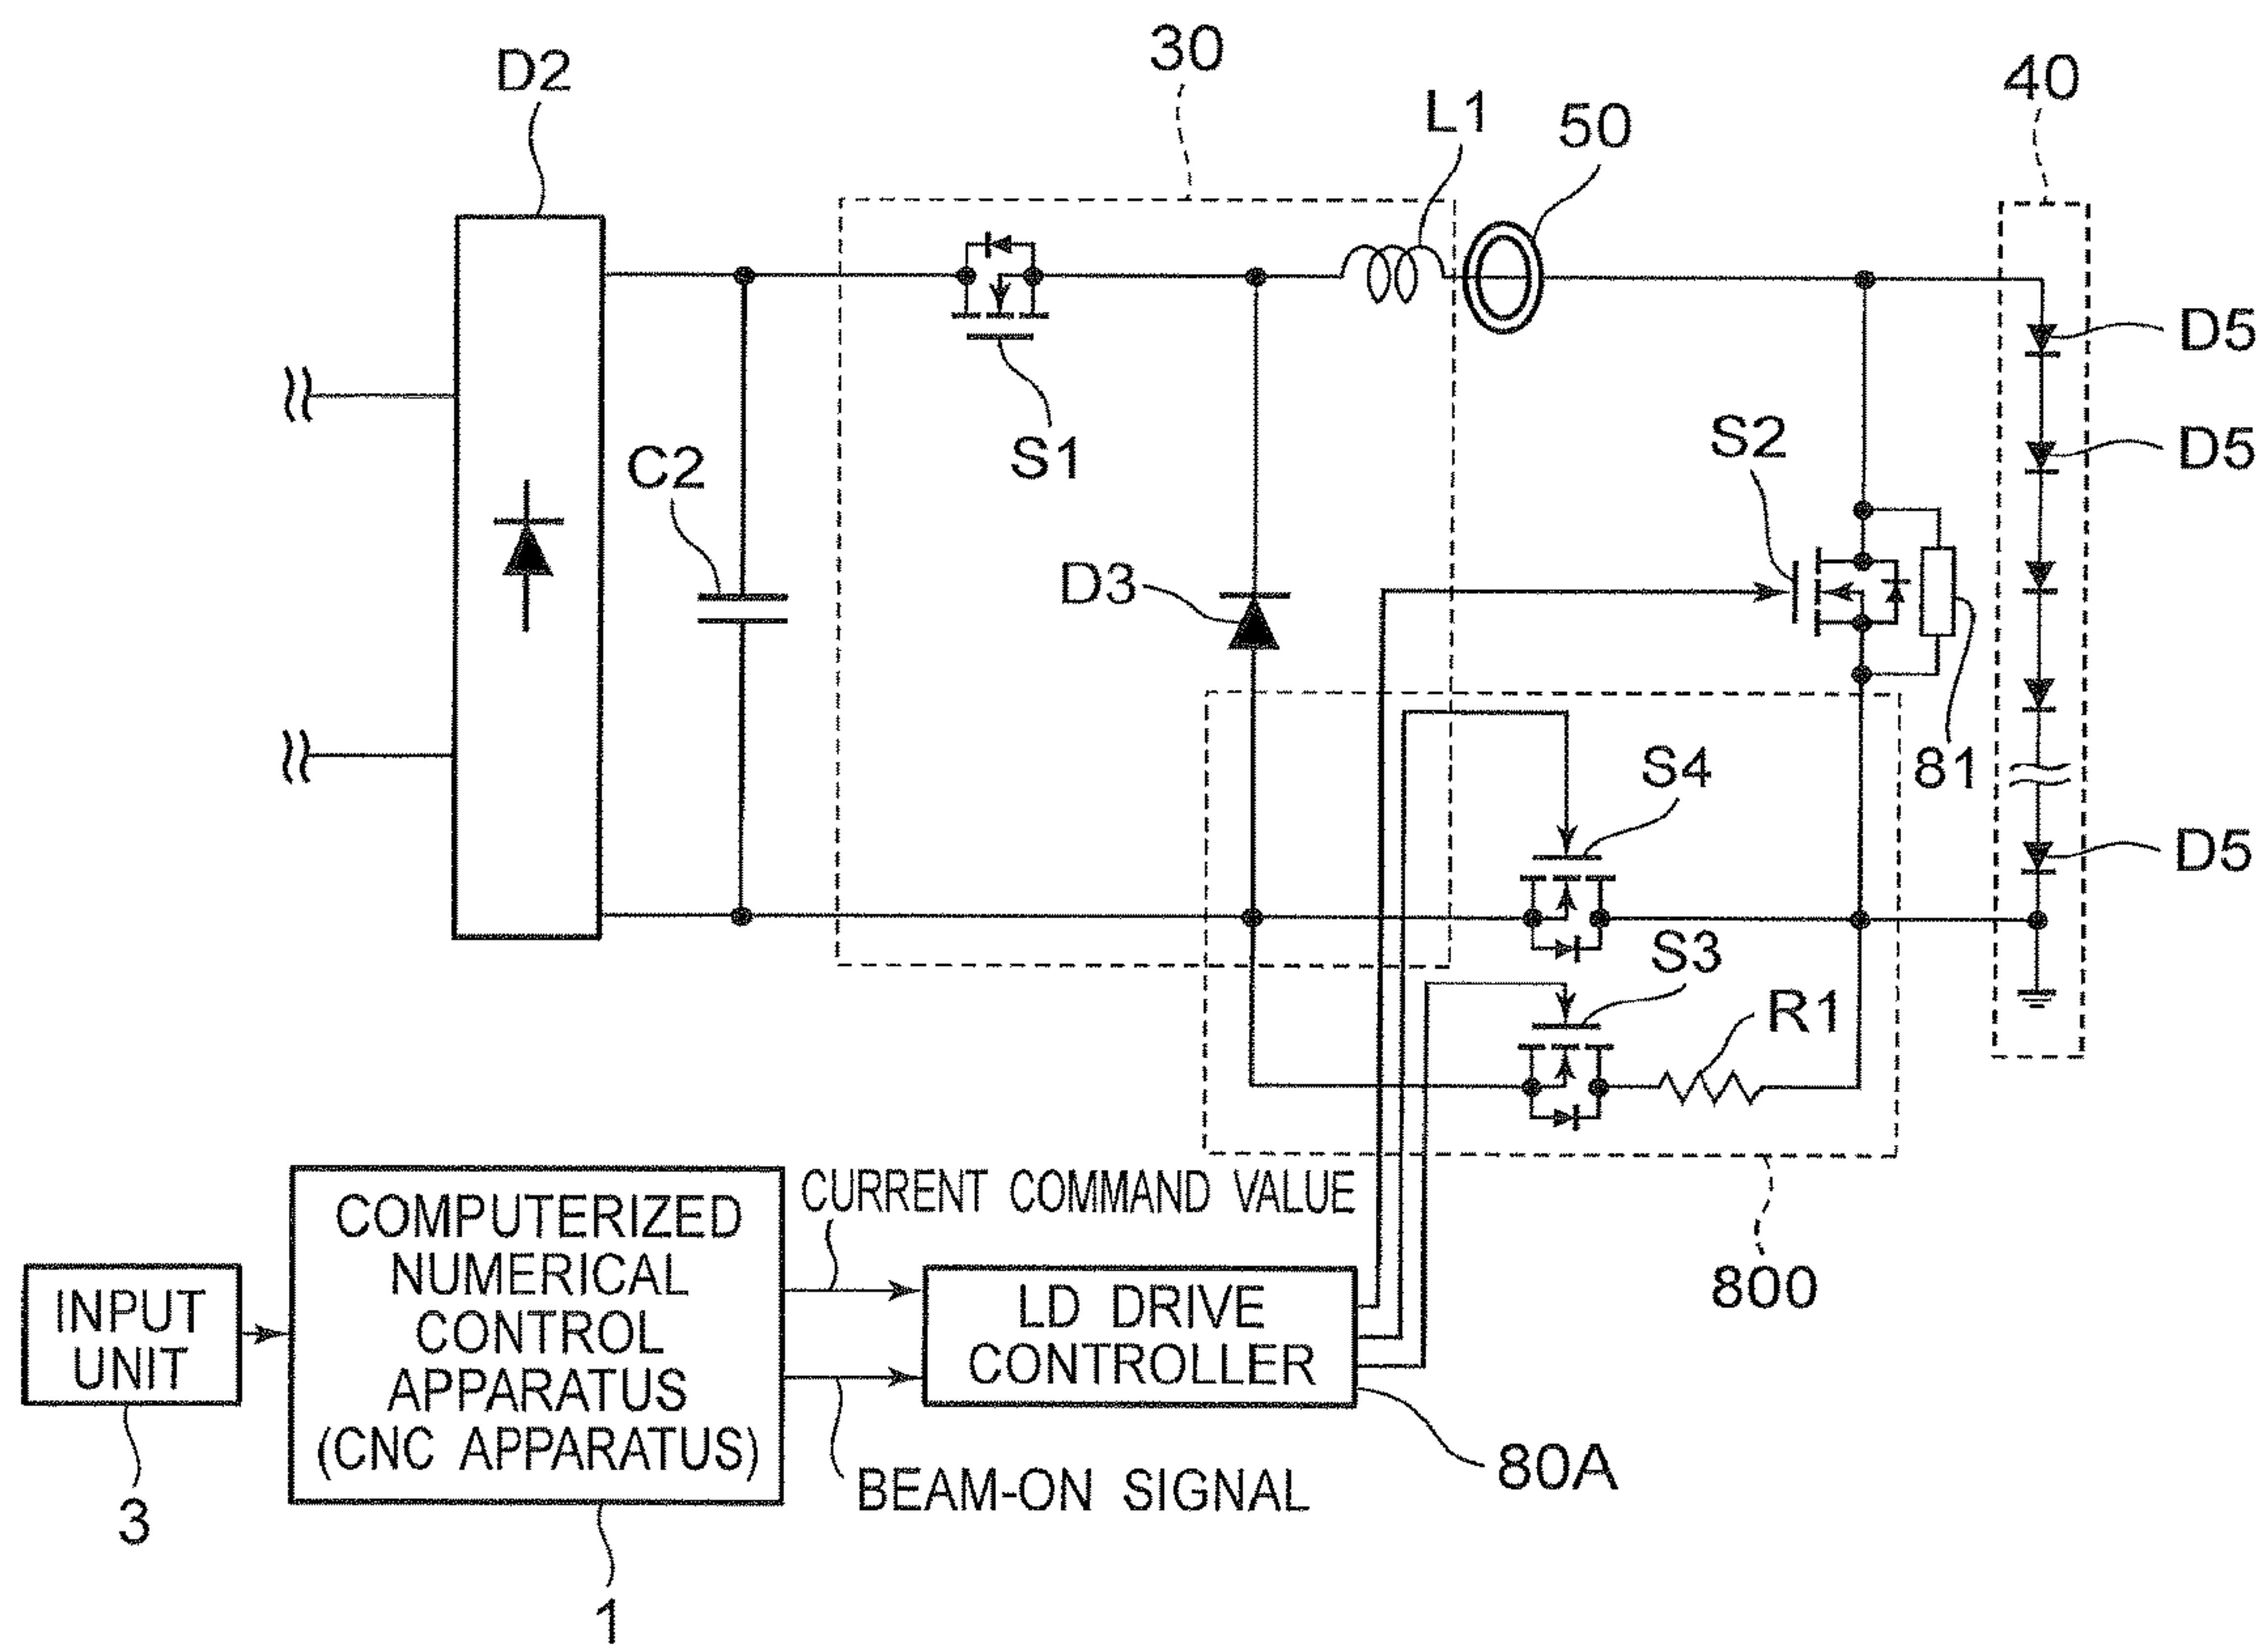 30
D2
40
L1
50
D5
S2
D5
S1
C2
D3
S4
81
D5
S3
R1
CURRENT COMMAND VALUE
COMPUTERIZED
NUMERICAL
CONTROL
APPARATUS
(CNC APPARATUS)
INPUT
UNIT
LD DRIVE
CONTROLLER
800
80A
BEAM-ON SIGNAL
3
1